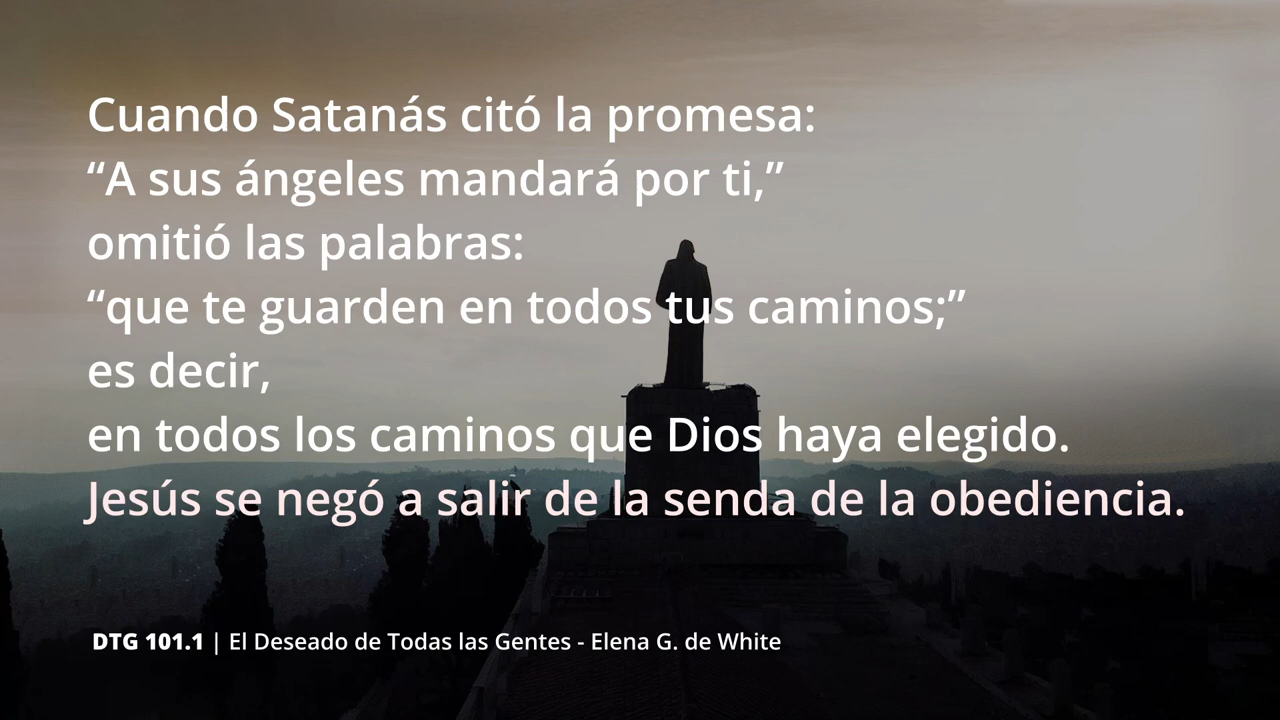 Cuando Satanás citó la promesa:
“A sus ángeles mandará por ti,”
omitió las palabras:
“que te guarden en todos tus caminos;”
es decir,
en todos los caminos que Dios haya elegido.
Jesús se negó a salir de la senda de la obediencia.
DTG 101.1 | El Deseado de Todas las Gentes - Elena G. de White